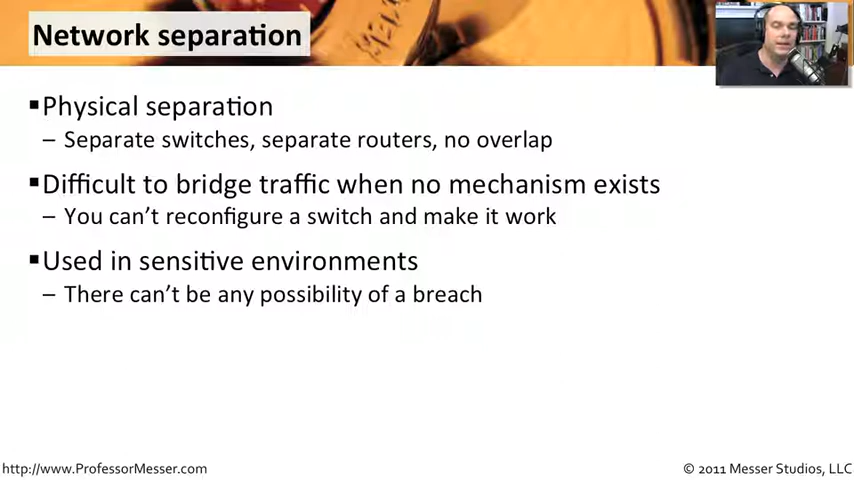 Network separation
▪Physical separation
– Separate switches, separate routers, no overlap
▪Difficult to bridge traffic when no mechanism exists
– You can't reconfigure a switch and make it work
▪Used in sensitive environments
– There can't be any possibility of a breach
http://www.ProfessorMesser.com
© 2011 Messer Studios, LLC